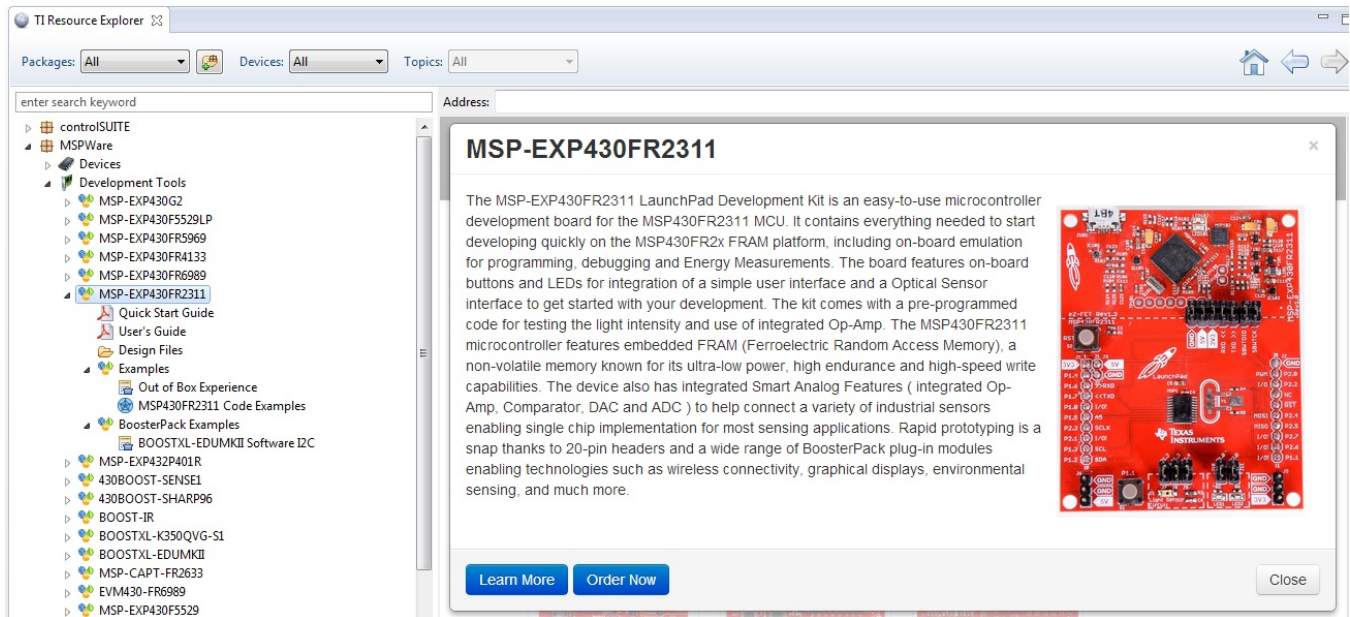 TI Resource Explorer
Packages: All Devices: All Topics: All
enter search keyword
Address:
controlSUITE
MSPWare
Devices
Development Tools
MSP-EXP430G2
MSP-EXP430F5529LP
MSP-EXP430FR5969
MSP-EXP430FR4133
MSP-EXP430FR6989
MSP-EXP430FR2311
Quick Start Guide
User's Guide
Design Files
Examples
Out of Box Experience
MSP430FR2311 Code Examples
BoosterPack Examples
BOOSTXL-EDUMKII Software I2C
MSP-EXP432P401R
430BOOST-SENSE1
430BOOST-SHARP96
BOOST-IR
BOOSTXL-K350QVG-S1
BOOSTXL-EDUMKII
MSP-CAPT-FR2633
EVM430-FR6989
MSP-EXP430F5529
MSP-EXP430FR2311
The MSP-EXP430FR2311 LaunchPad Development Kit is an easy-to-use microcontroller
development board for the MSP430FR2311 MCU. It contains everything needed to start
developing quickly on the MSP430FR2x FRAM platform, including on-board emulation
for programming, debugging and Energy Measurements. The board features on-board
buttons and LEDs for integration of a simple user interface and a Optical Sensor
interface to get started with your development. The kit comes with a pre-programmed
code for testing the light intensity and use of integrated Op-Amp. The MSP430FR2311
microcontroller features embedded FRAM (Ferroelectric Random Access Memory), a
non-volatile memory known for its ultra-low power, high endurance and high-speed write
capabilities. The device also has integrated Smart Analog Features ( integrated Op-
Amp, Comparator, DAC and ADC ) to help connect a variety of industrial sensors
enabling single chip implementation for most sensing applications. Rapid prototyping is a
snap thanks to 20-pin headers and a wide range of BoosterPack plug-in modules
enabling technologies such as wireless connectivity, graphical displays, environmental
sensing, and much more.
MSP-EXP430FR2311
LaunchPad
TEXAS
INSTRUMENTS
Learn More
Order Now
Close